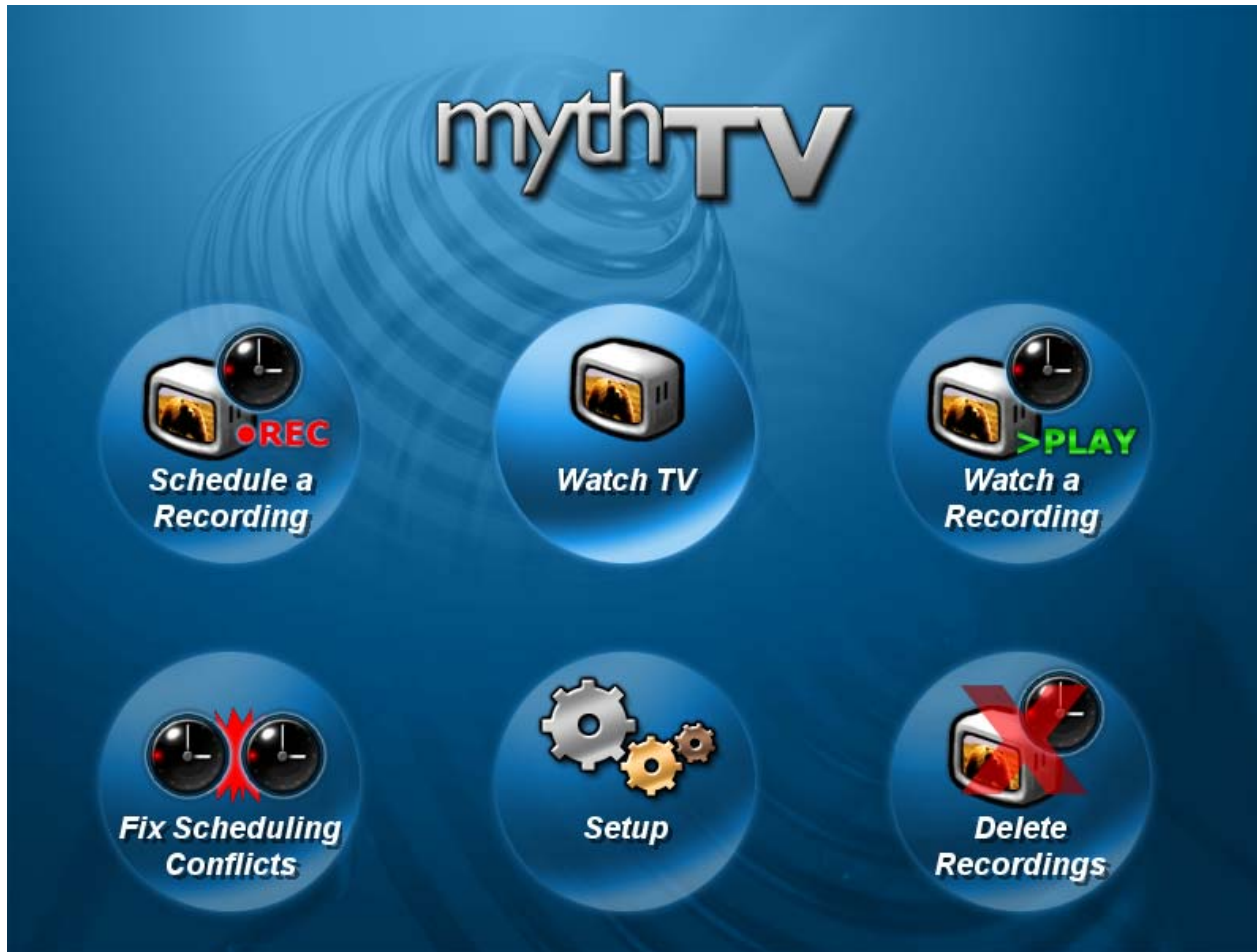 mythTV
●REC
Schedule a
Recording
Watch TV
>PLAY
Watch a
Recording
Fix Scheduling
Conflicts
Setup
Delete
Recordings